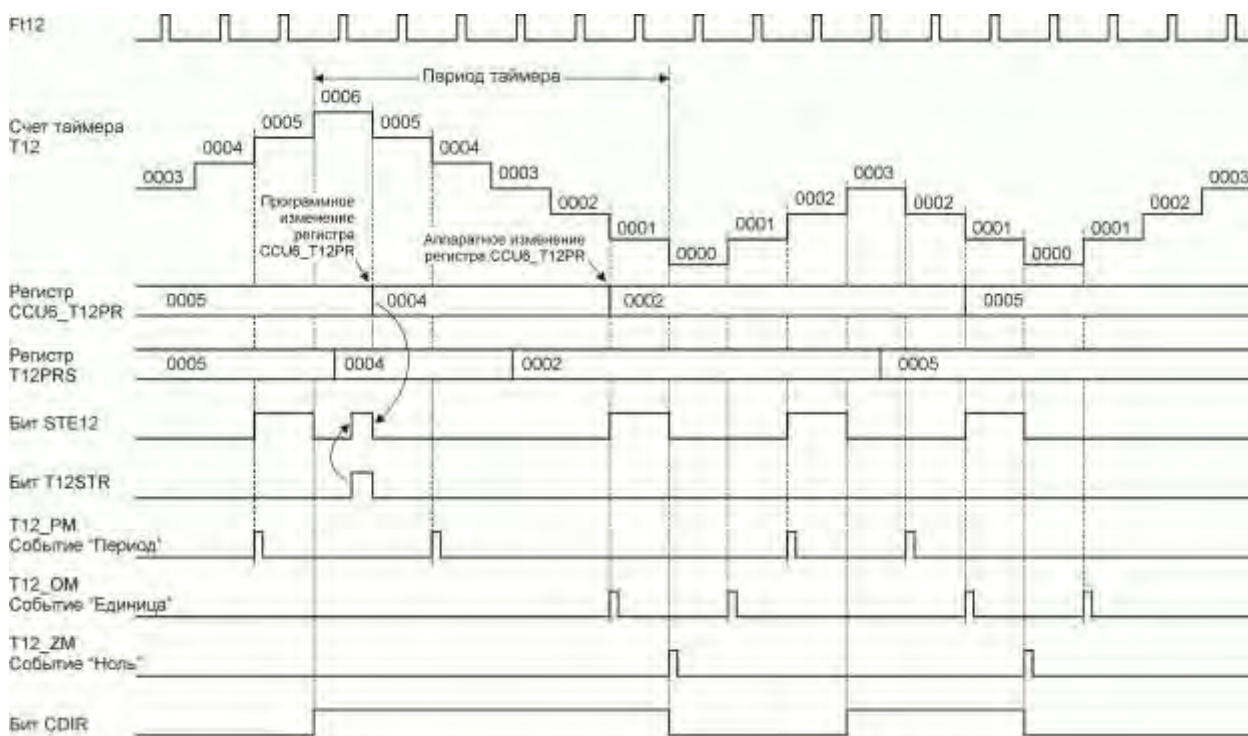 Ft12
Период таймера
0006
Счет таймера
T12
0005
0005
0004
0004
0003
0003
0003
0003
0002
0002
0002
0002
0001
0001
0001
0001
0000
0000
Программное
изменение
регистра
CCU6_T12PR
Аппаратное изменение
регистра CCU6_T12PR
Регистр
CCU6_T12PR
0005
0004
0002
0005
Регистр
T12PRS
0005
0004
0002
0005
Бит STE12
Бит T12STR
T12_PM
Событие "Период"
T12_OM
Событие "Единица"
T12_ZM
Событие "Ноль"
Бит CDIR